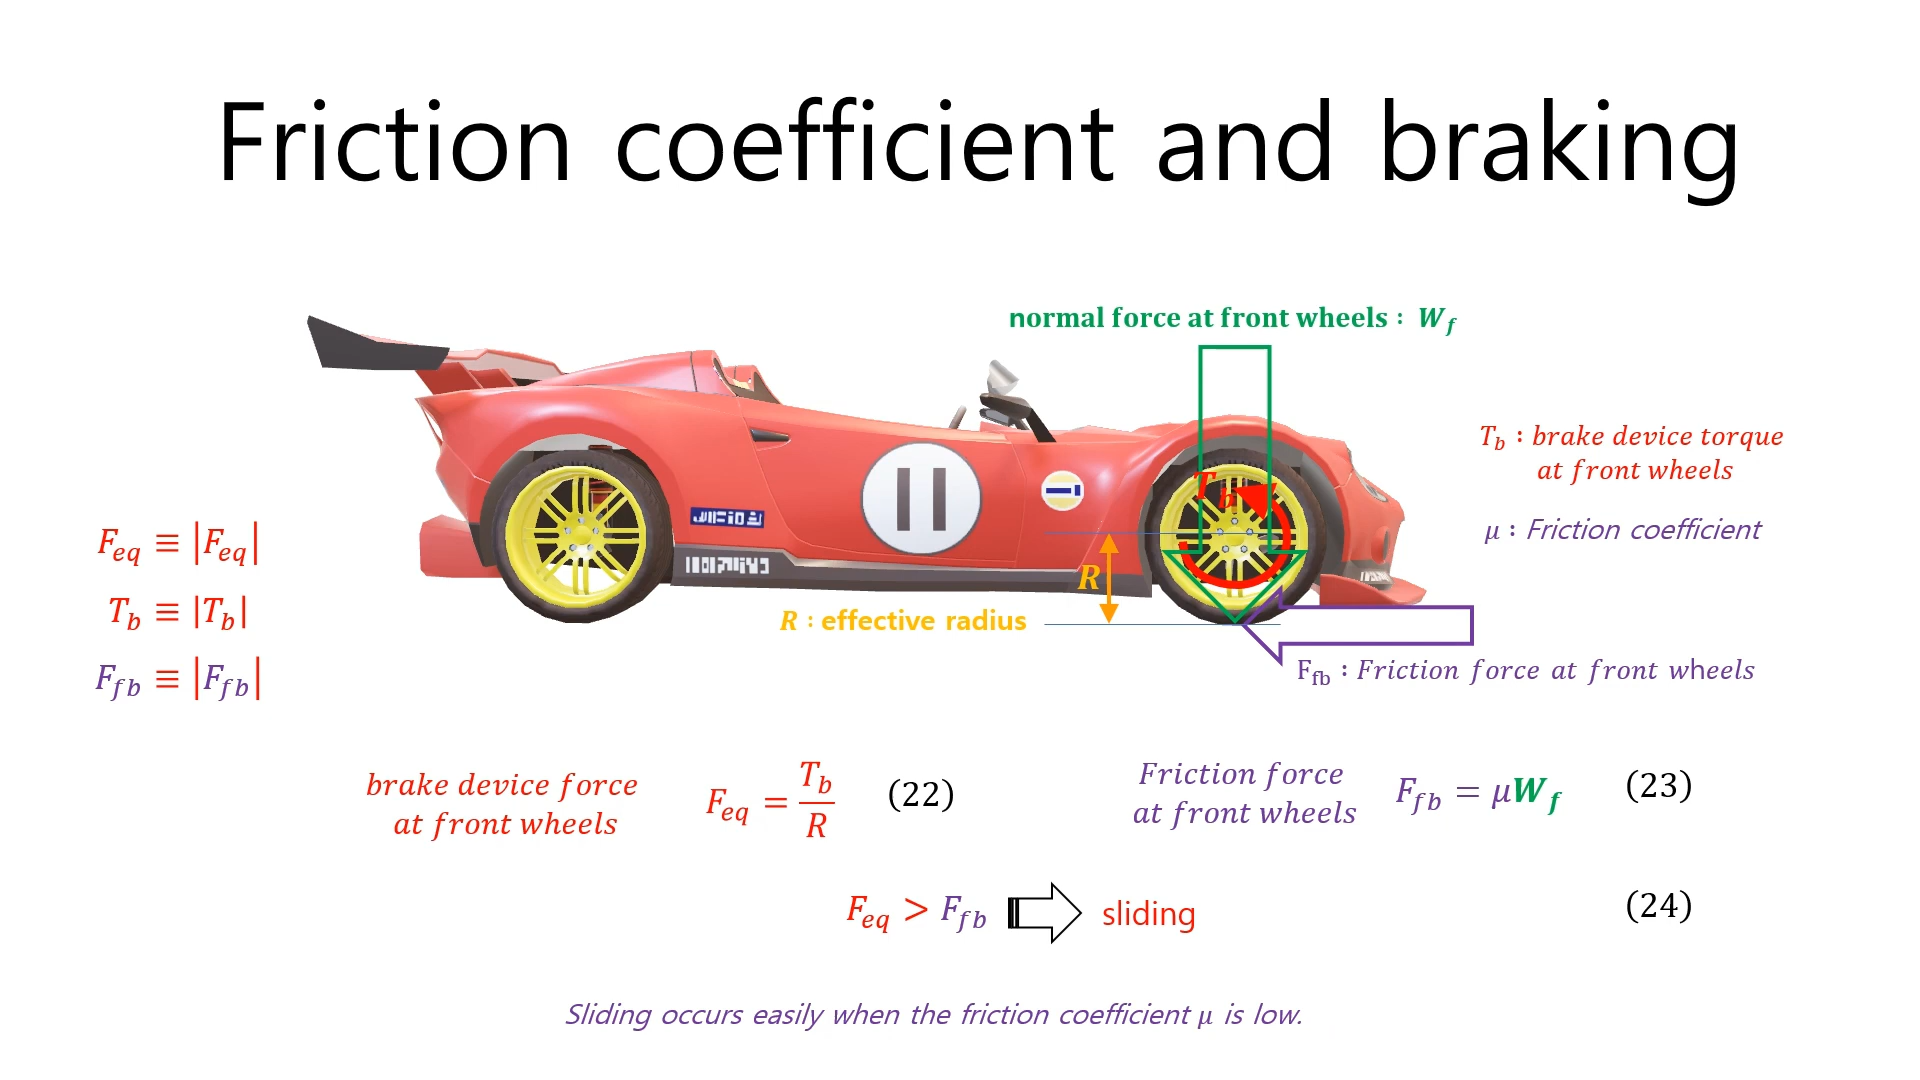 Friction coefficient and braking
normal force at front wheels : W_f
T_b : brake device torque
at front wheels
μ : Friction coefficient
T_b
11
F_eq ≡ |F_eq|
T_b ≡ |T_b|
F_fb ≡ |F_fb|
R
R : effective radius
F_fb : Friction force at front wheels
brake device force
at front wheels
F_eq = T_b / R (22)
Friction force
at front wheels
F_fb = μW_f (23)
F_eq > F_fb ⇒ sliding (24)
Sliding occurs easily when the friction coefficient μ is low.